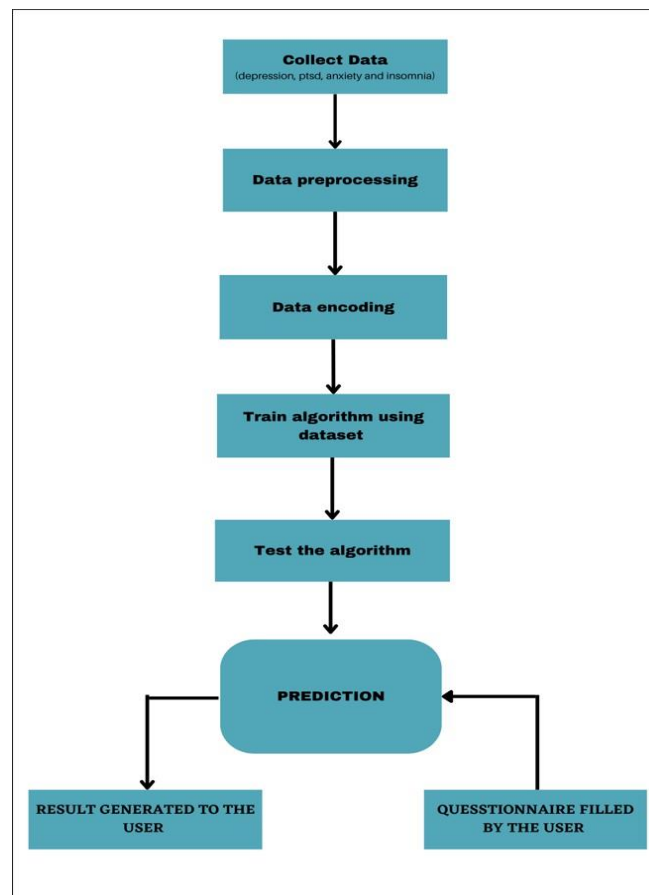 Collect Data
(depression, ptsd, anxiety and insomnia)
Data preprocessing
Data encoding
Train algorithm using
dataset
Test the algorithm
PREDICTION
RESULT GENERATED TO THE
USER
QUESSTIONNAIRE FILLED
BY THE USER